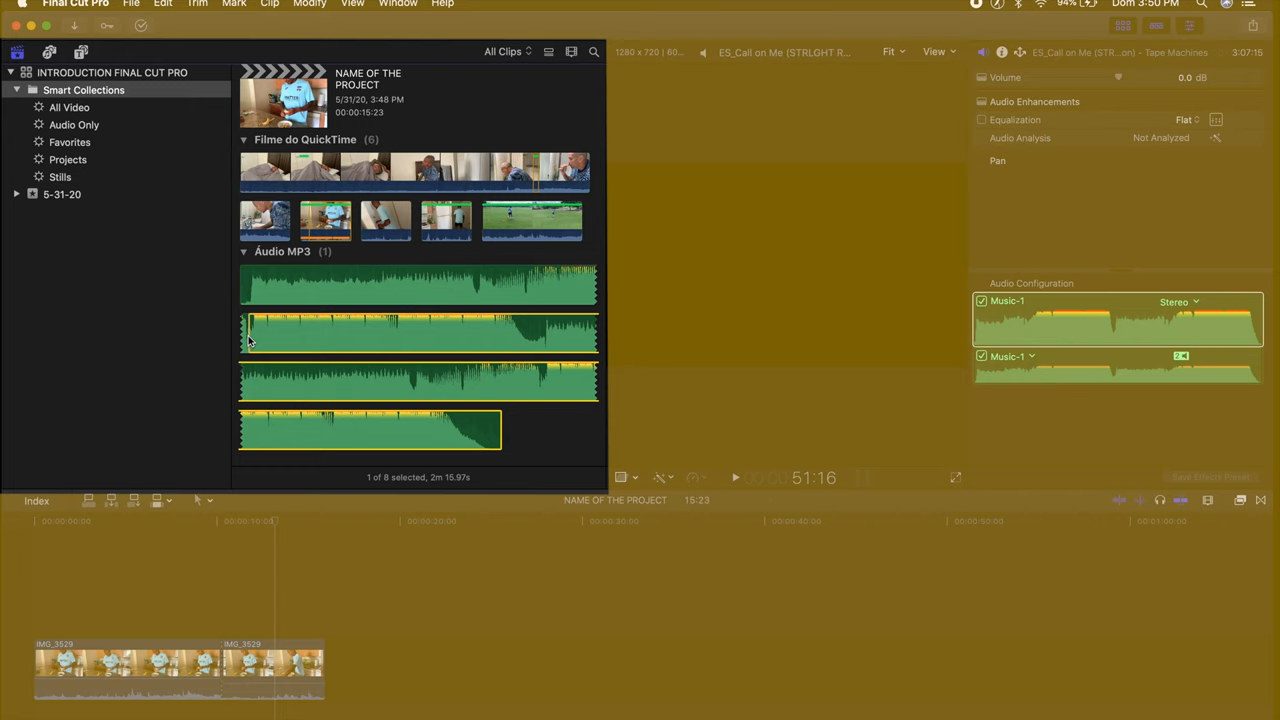 Final Cut Pro File Edit Trim Mark Clip Modify View Window Help 94% Dom 3:50 PM
All Clips 1280 x 720 | 60... ES_Call on Me (STRLGHT R... Fit View ES_Call on Me (STR...on) - Tape Machines 3:07:15
INTRODUCTION FINAL CUT PRO
Smart Collections
All Video
Audio Only
Favorites
Projects
Stills
5-31-20
NAME OF THE
PROJECT
5/31/20, 3:48 PM
00:00:15:23
Filme do QuickTime (6)
Áudio MP3 (1)
1 of 8 selected, 2m 15.97s
51:16
Volume 0.0 dB
Audio Enhancements
Equalization Flat
Audio Analysis Not Analyzed
Pan
Audio Configuration
Music-1 Stereo
Music-1 2
Save Effects Preset...
Index NAME OF THE PROJECT 15:23
00:00:00:00 00:00:10:00 00:00:20:00 00:00:30:00 00:00:40:00 00:00:50:00 00:01:00:00
IMG_3529 IMG_3529